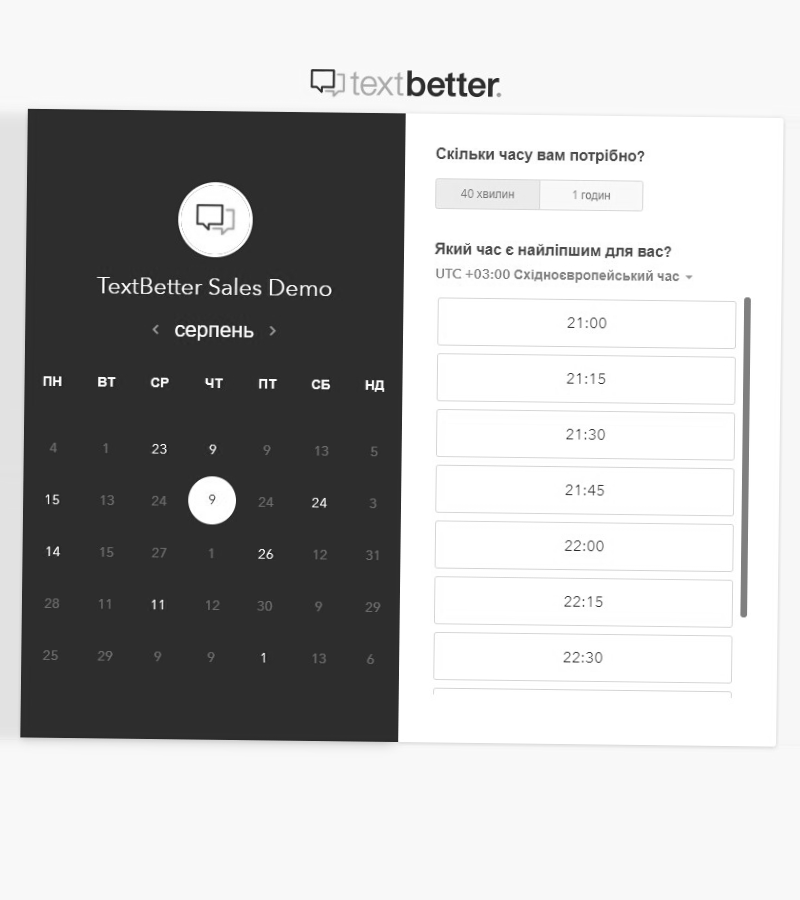 textbetter.
TextBetter Sales Demo
серпень
ПН ВТ СР ЧТ ПТ СБ НД
4 1 23 9 9 13 5
15 13 24 9 24 24 3
14 15 27 1 26 12 31
28 11 11 12 30 9 29
25 29 9 9 1 13 6
Скільки часу вам потрібно?
40 хвилин 1 годин
Який час є найліпшим для вас?
UTC +03:00 Східноєвропейський час
21:00
21:15
21:30
21:45
22:00
22:15
22:30